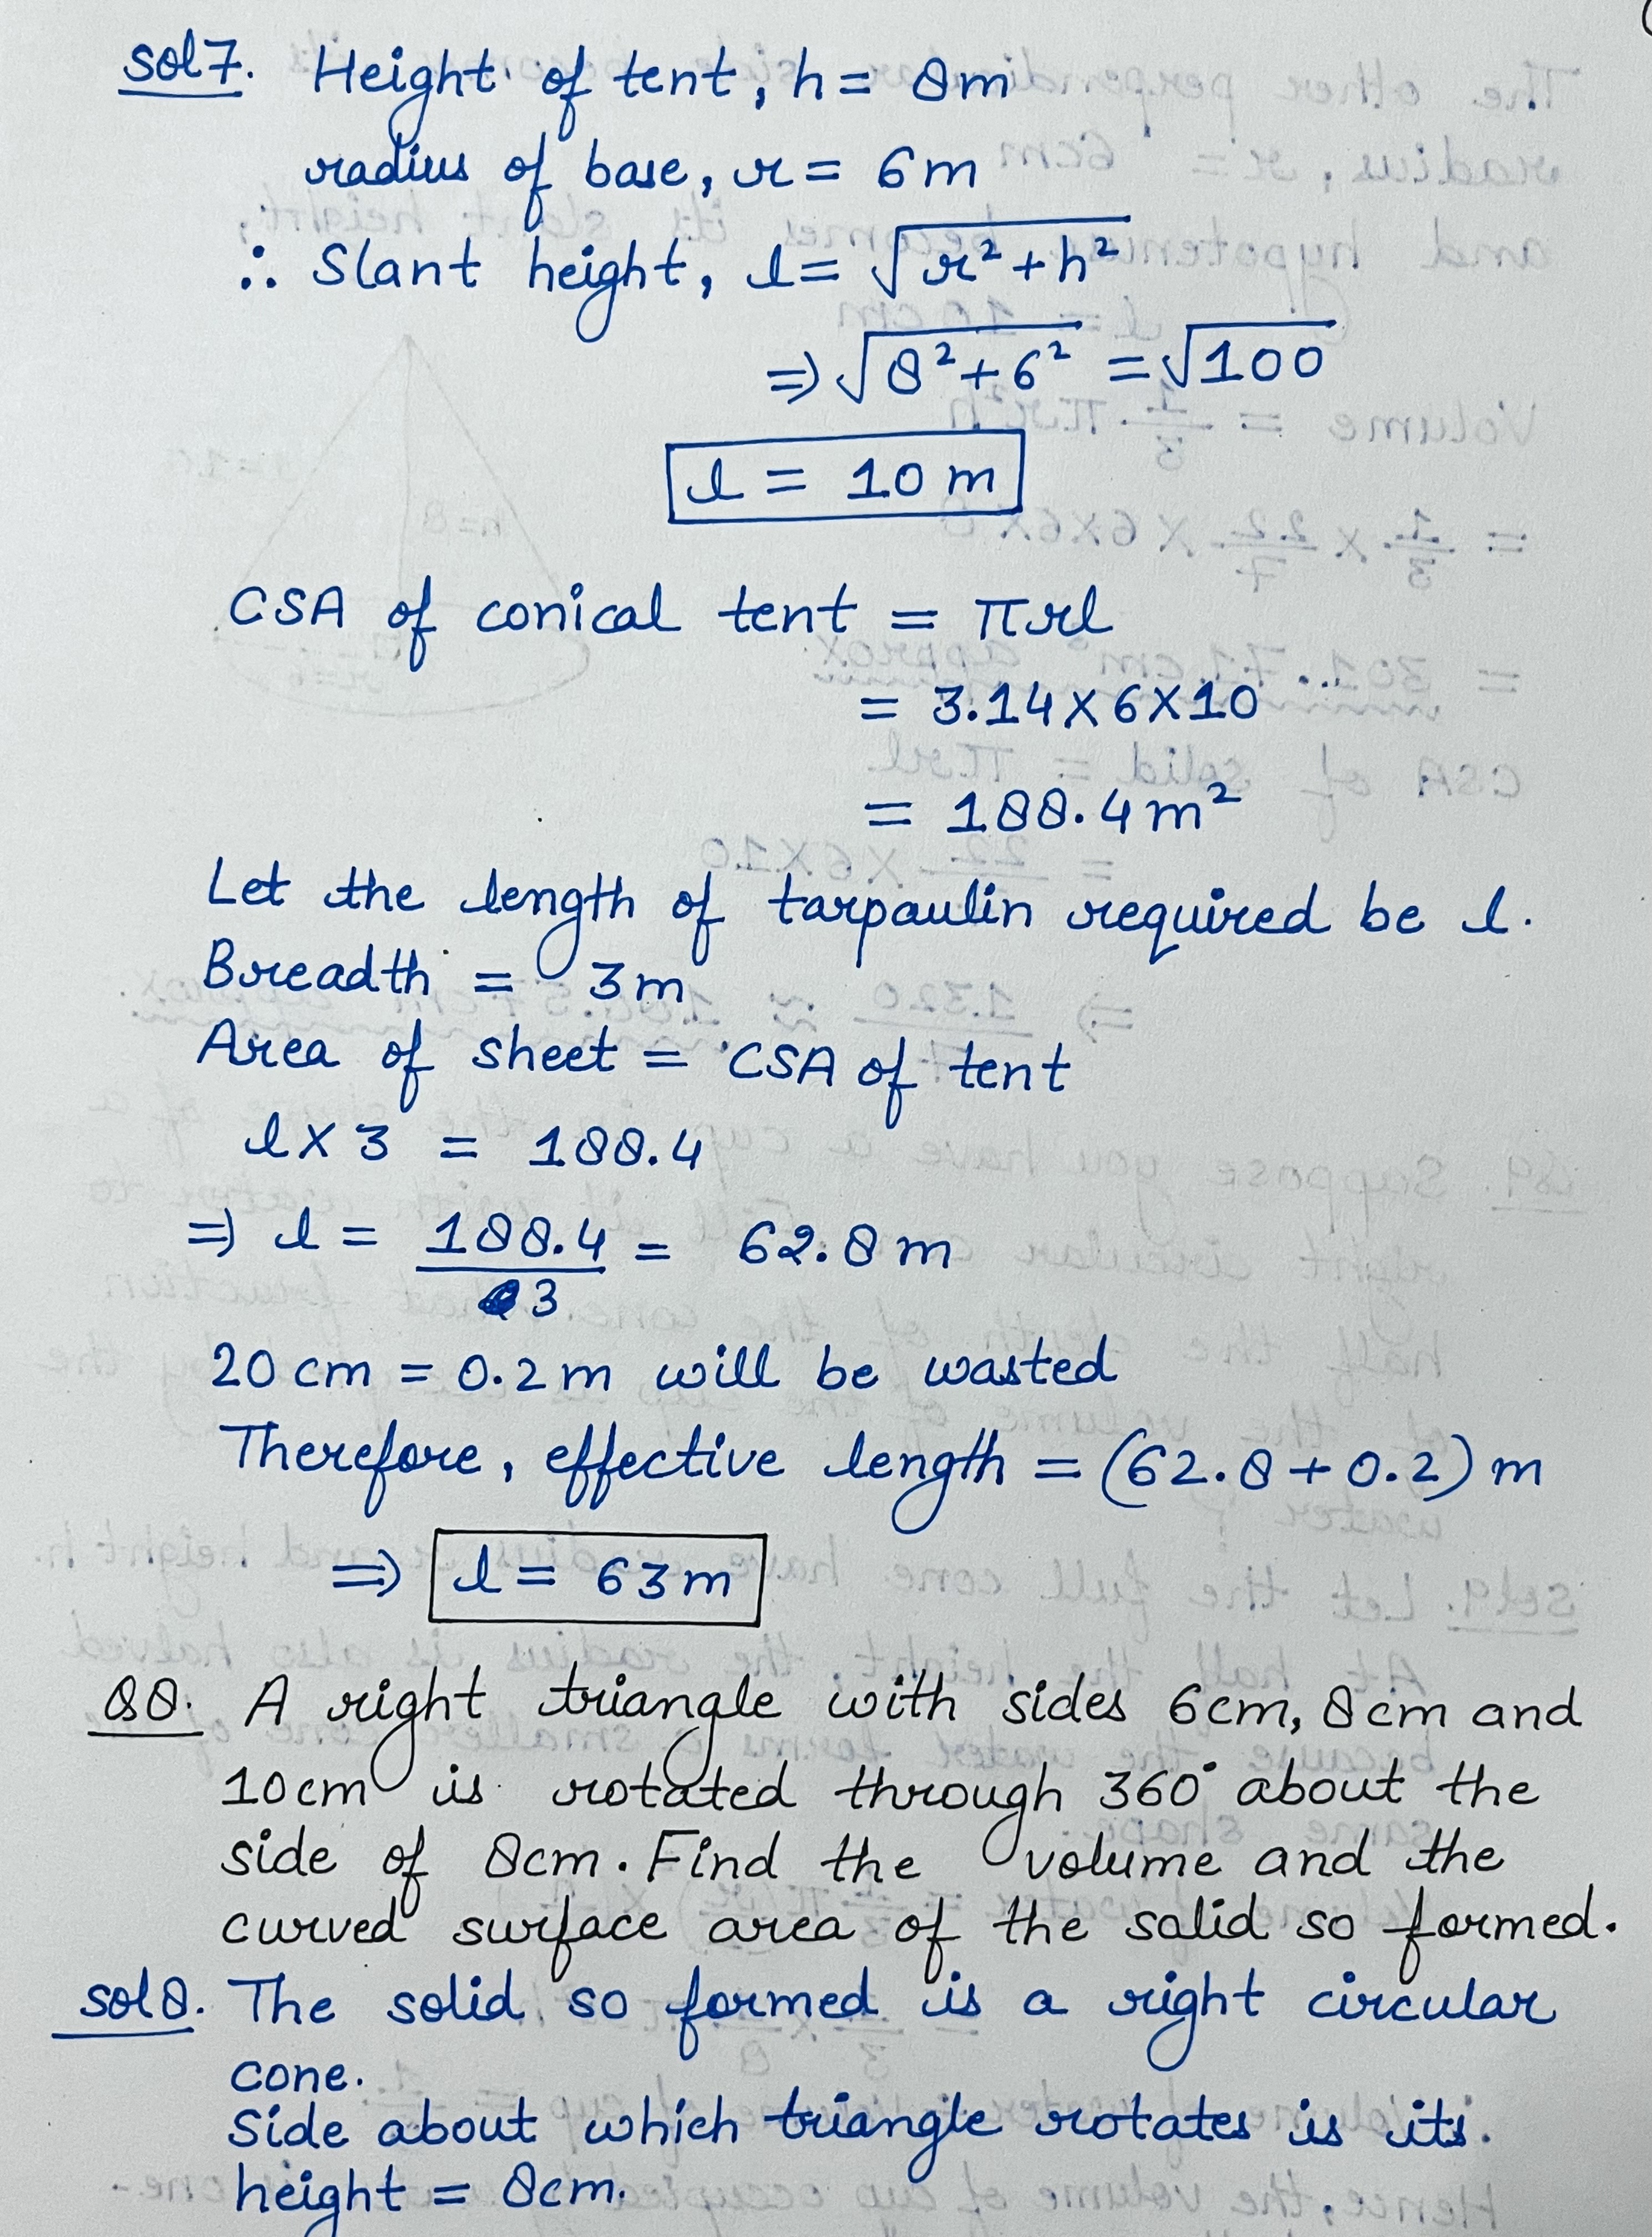 Sol 7. Height of tent, h = 8m
radius of base, r = 6m
∴ Slant height, l = √r²+h²
⇒ √8²+6² = √100
l = 10 m
CSA of conical tent = πrl
= 3.14×6×10
= 188.4 m²
Let the length of tarpaulin required be l.
Breadth = 3m
Area of sheet = CSA of tent
l × 3 = 188.4
⇒ l = 188.4/3 = 62.8 m
20 cm = 0.2 m will be wasted
Therefore, effective length = (62.8 + 0.2) m
⇒ l = 63 m
Q8. A right triangle with sides 6cm, 8cm and
10cm is rotated through 360° about the
side of 8cm. Find the volume and the
curved surface area of the solid so formed.
Sol 8. The solid so formed is a right circular
cone.
Side about which triangle rotates is its
height = 8cm.